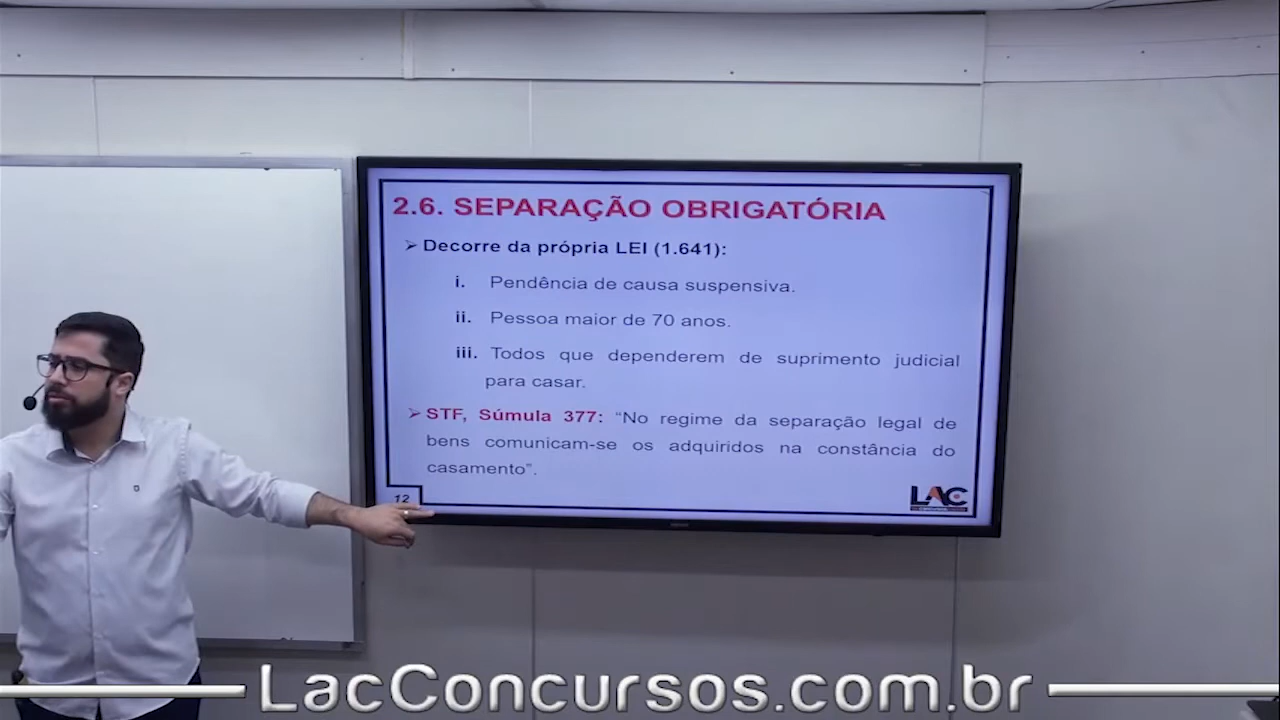 2.6. SEPARAÇÃO OBRIGATÓRIA
➢ Decorre da própria LEI (1.641):
i. Pendência de causa suspensiva.
ii. Pessoa maior de 70 anos.
iii. Todos que dependerem de suprimento judicial
para casar.
➢ STF, Súmula 377: “No regime da separação legal de
bens comunicam-se os adquiridos na constância do
casamento”.
12
LAC
LacConcursos.com.br